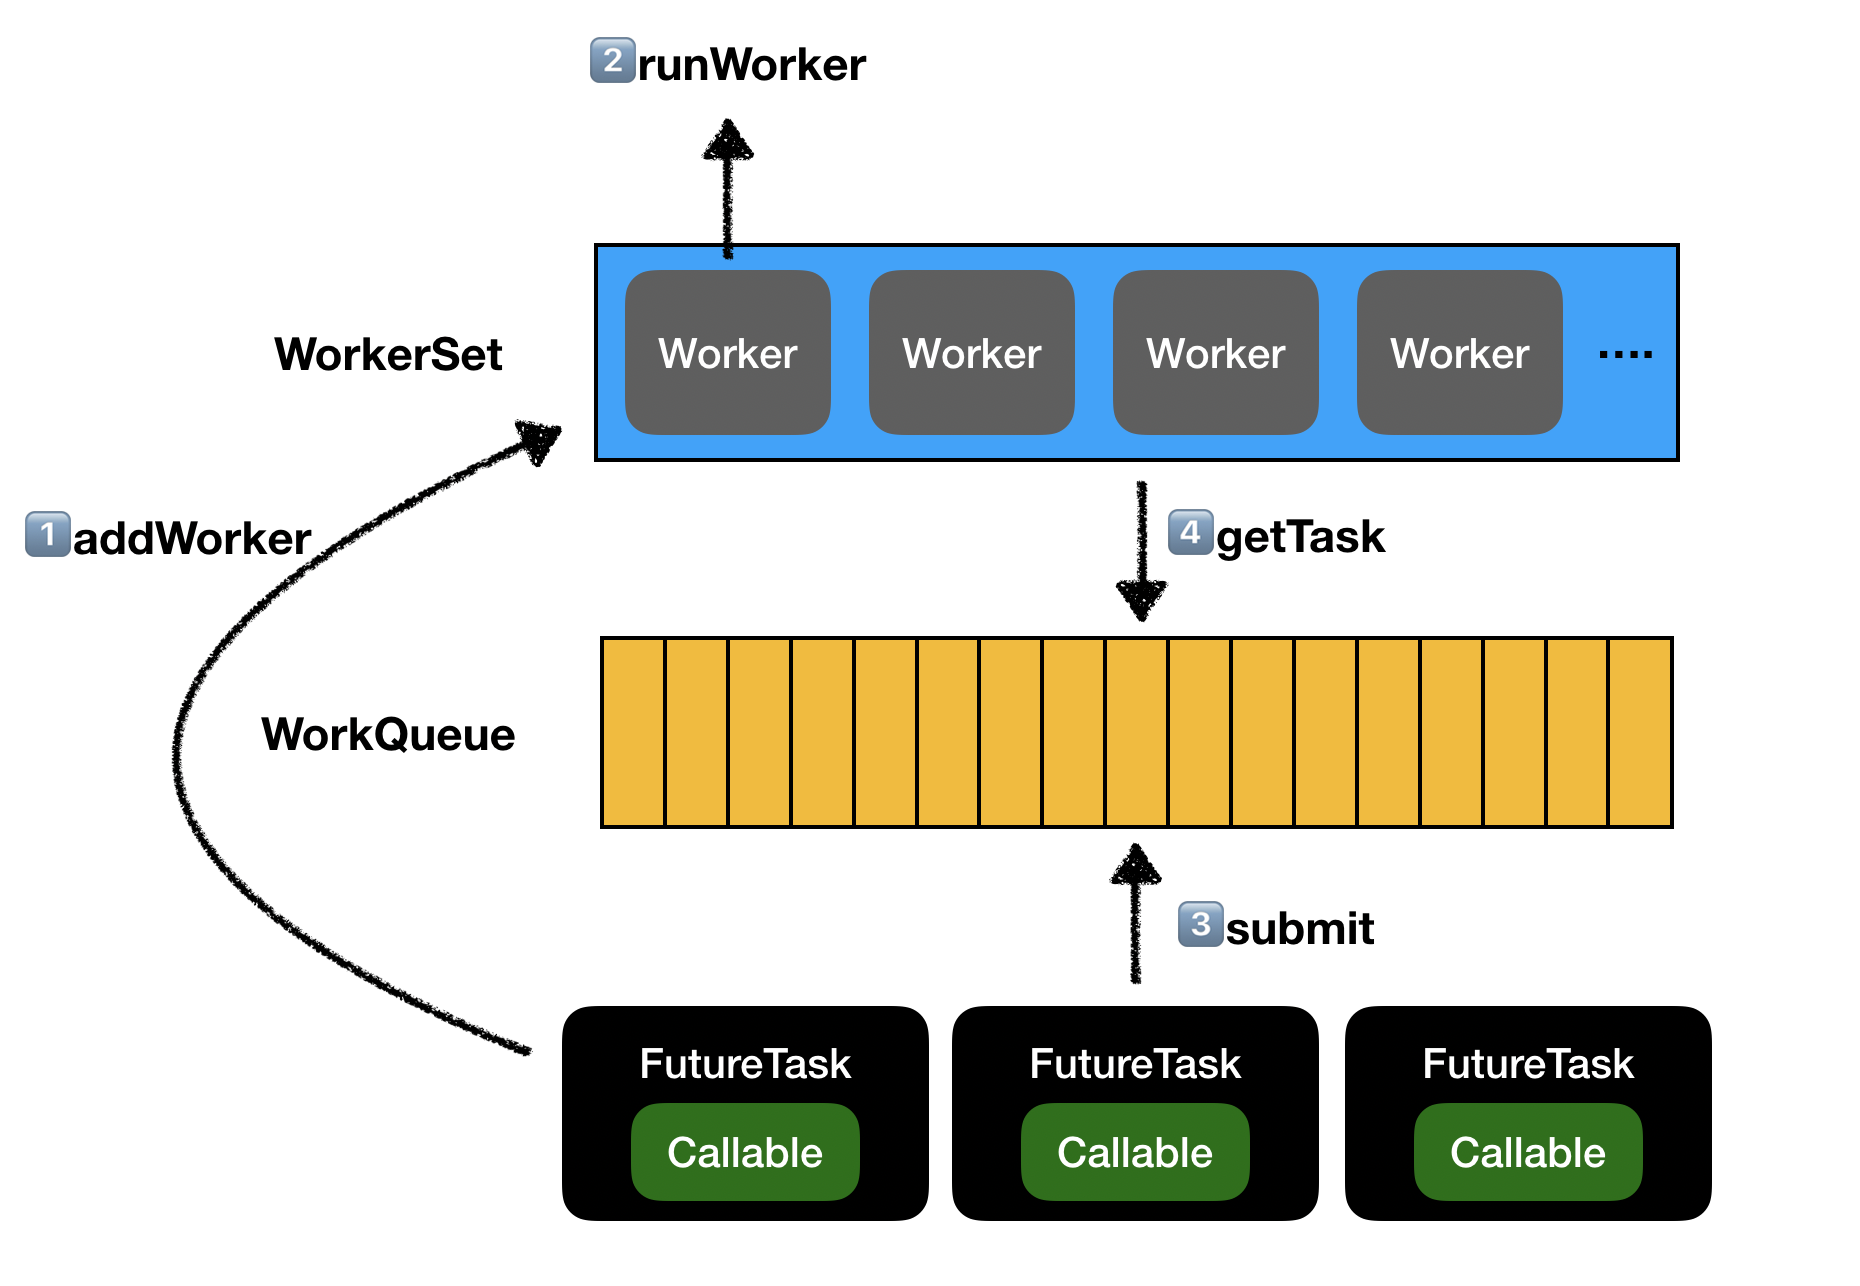 2runWorker
WorkerSet
Worker Worker Worker Worker ....
1addWorker
4getTask
WorkQueue
3submit
FutureTask FutureTask FutureTask
Callable Callable Callable